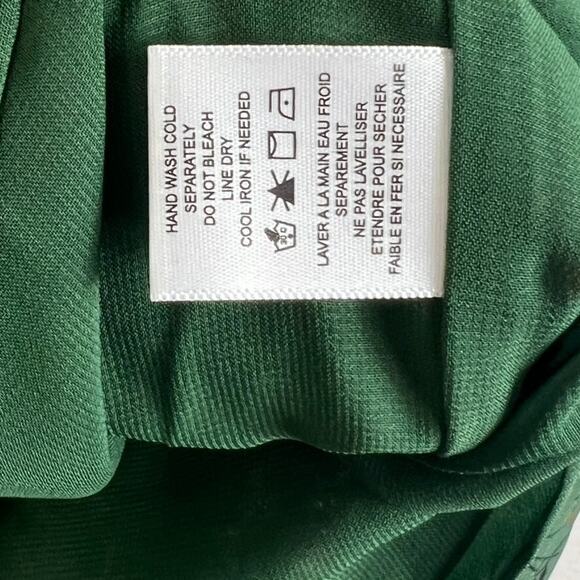 HAND WASH COLD
SEPARATELY
DO NOT BLEACH
LINE DRY
COOL IRON IF NEEDED
30 C
LAVER A LA MAIN EAU FROID
SEPAREMENT
NE PAS LAVELLISER
ETENDRE POUR SECHER
FAIBLE EN FER SI NECESSAIRE